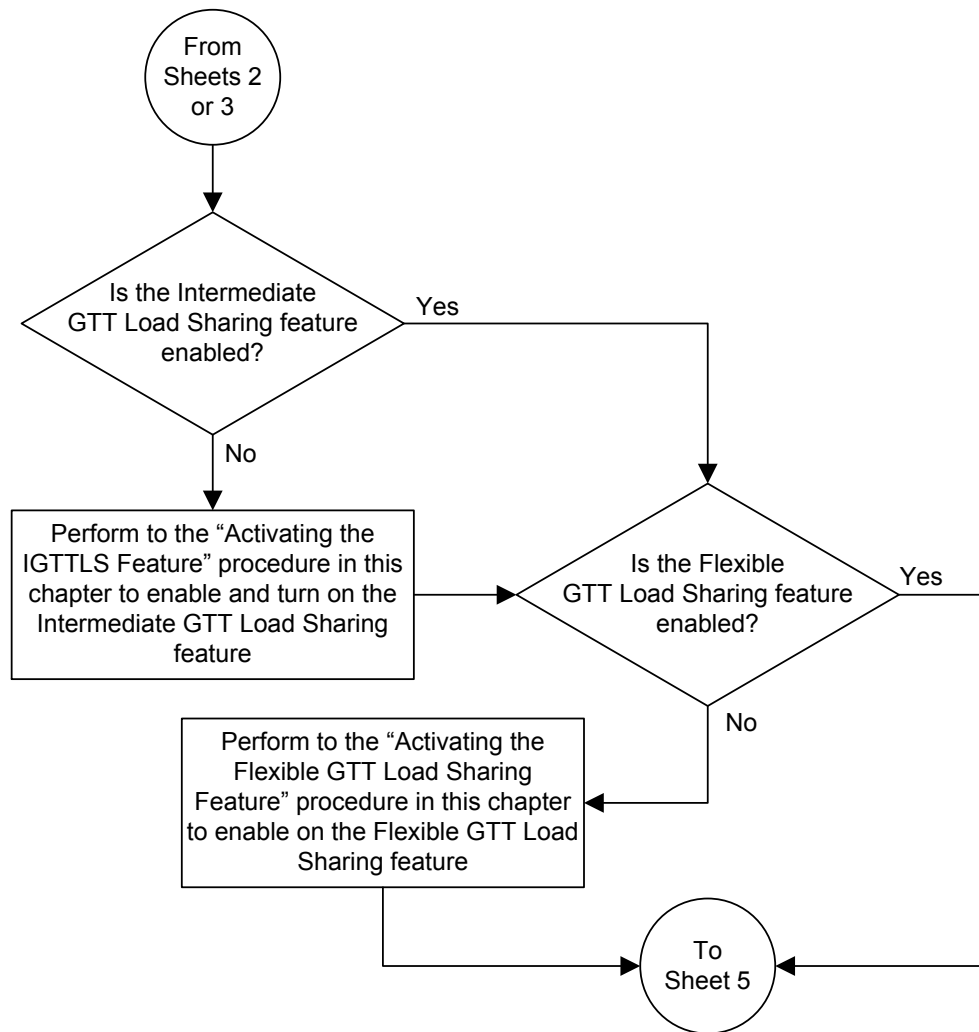 From
Sheets 2
or 3
Is the Intermediate
GTT Load Sharing feature
enabled?
Yes
No
Perform to the “Activating the
IGTTLS Feature” procedure in this
chapter to enable and turn on the
Intermediate GTT Load Sharing
feature
Is the Flexible
GTT Load Sharing feature
enabled?
Yes
No
Perform to the “Activating the
Flexible GTT Load Sharing
Feature” procedure in this chapter
to enable on the Flexible GTT Load
Sharing feature
To
Sheet 5